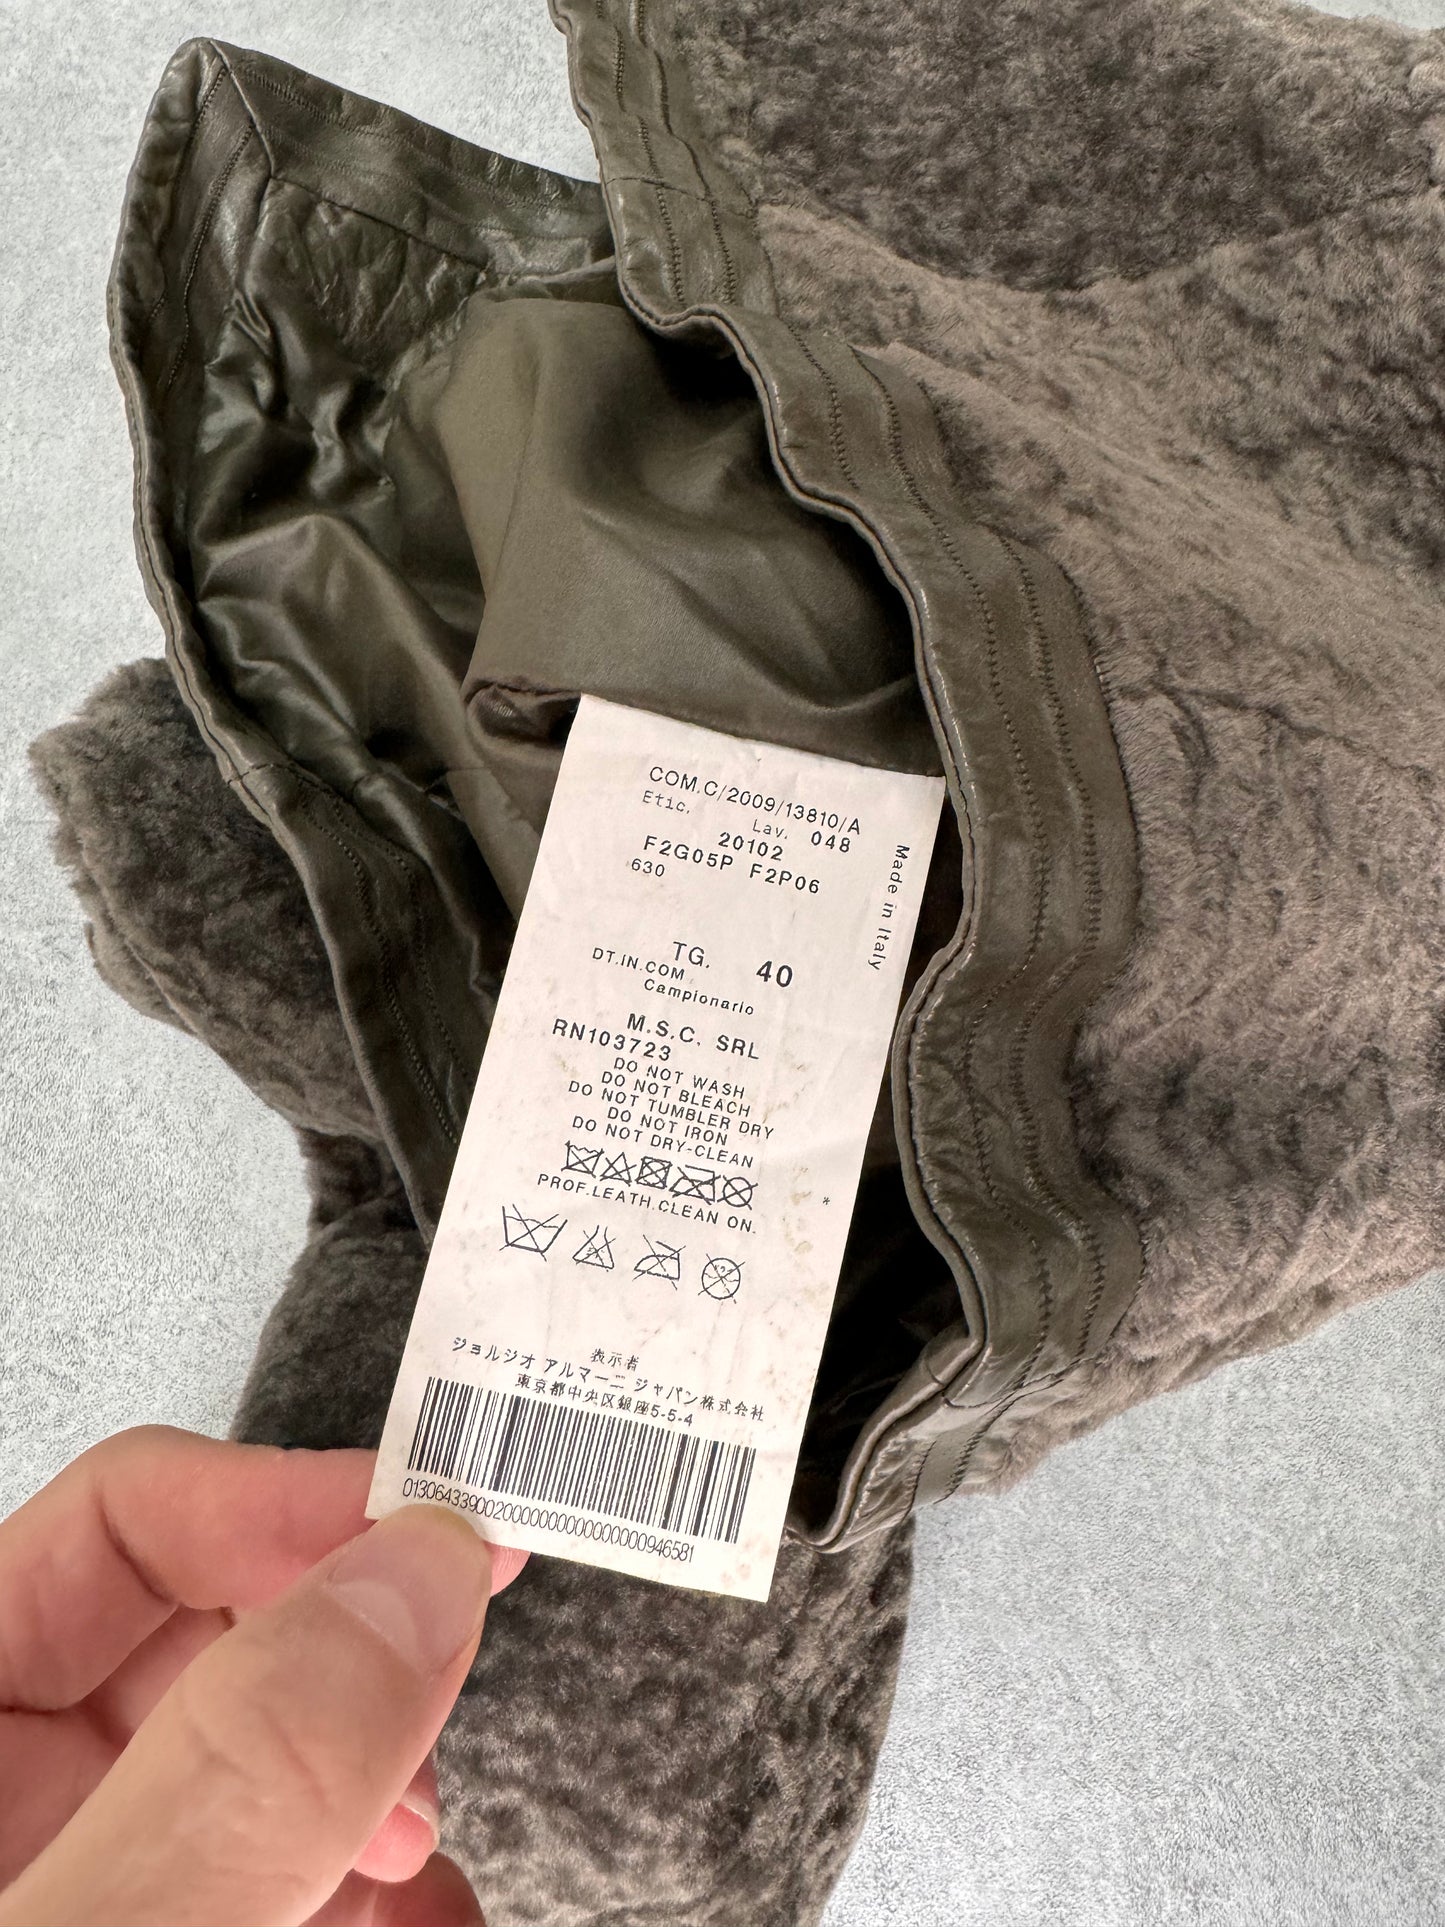 COM.C/2009/13810/A
Etic. Lav. 048
20102
F2G05P F2P06
630
Made in Italy
TG. 40
DT.IN.COM
Campionario
M.S.C. SRL
RN103723
DO NOT WASH
DO NOT BLEACH
DO NOT TUMBLER DRY
DO NOT IRON
DO NOT DRY-CLEAN
PROF.LEATH.CLEAN ON.
*
表示者
ジョルジオ アルマーニ ジャパン株式会社
東京都中央区銀座5-5-4